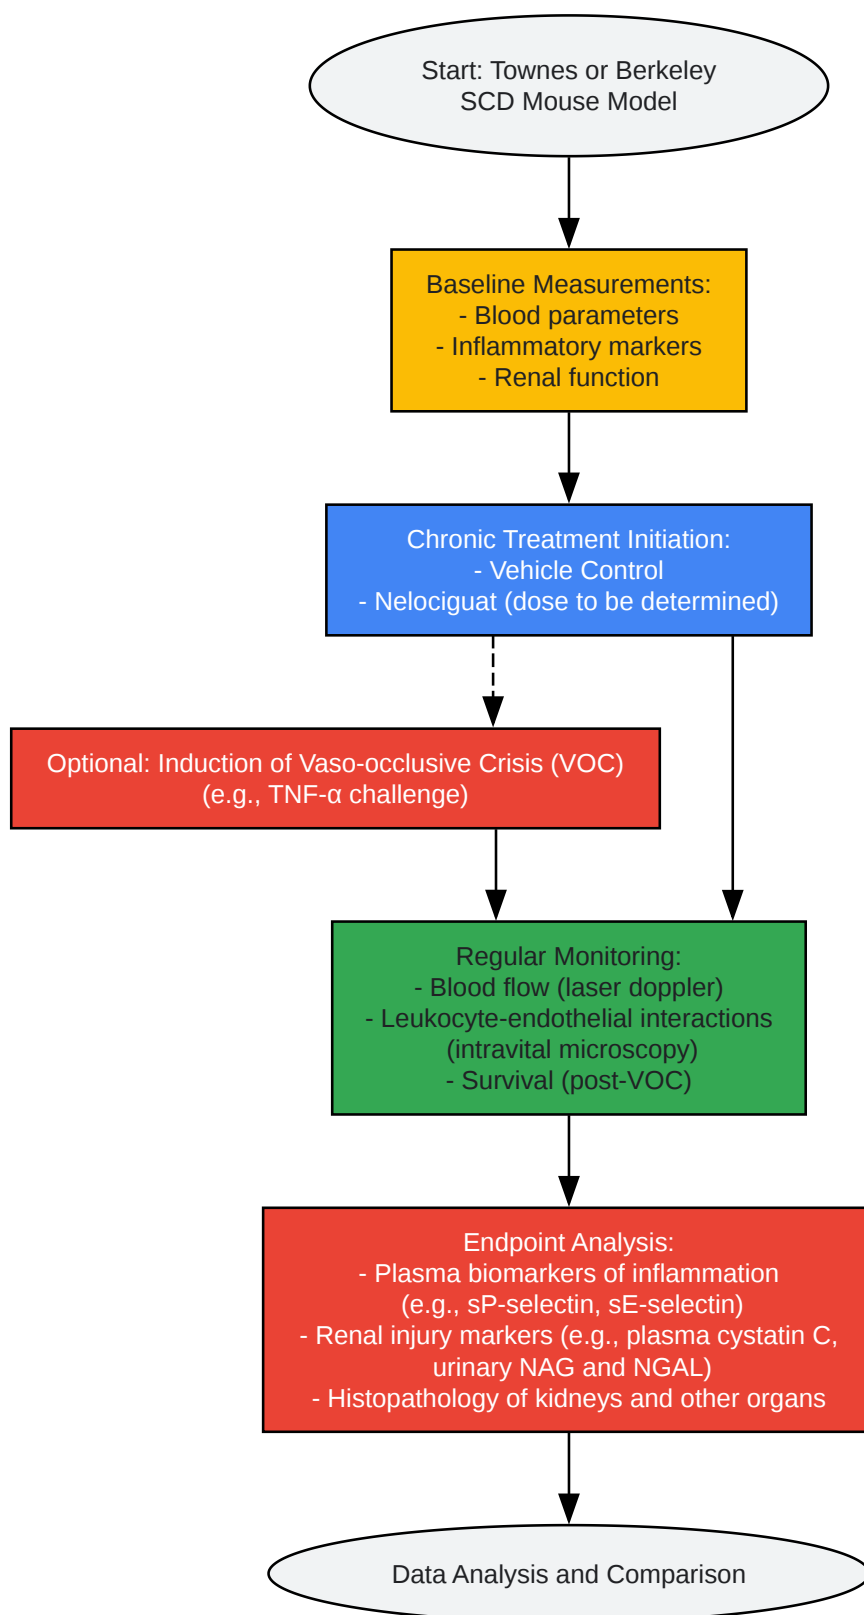 Start: Townes or Berkeley
SCD Mouse Model
Baseline Measurements:
- Blood parameters
- Inflammatory markers
- Renal function
Chronic Treatment Initiation:
- Vehicle Control
- Nelociguat (dose to be determined)
Optional: Induction of Vaso-occlusive Crisis (VOC)
(e.g., TNF-α challenge)
Regular Monitoring:
- Blood flow (laser doppler)
- Leukocyte-endothelial interactions
(intravital microscopy)
- Survival (post-VOC)
Endpoint Analysis:
- Plasma biomarkers of inflammation
(e.g., sP-selectin, sE-selectin)
- Renal injury markers (e.g., plasma cystatin C,
urinary NAG and NGAL)
- Histopathology of kidneys and other organs
Data Analysis and Comparison